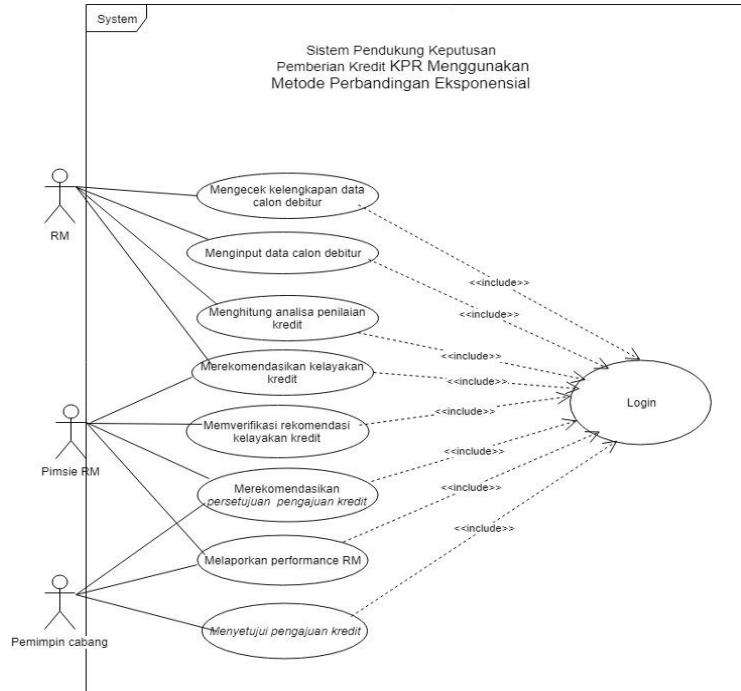 System
Sistem Pendukung Keputusan
Pemberian Kredit KPR Menggunakan
Metode Perbandingan Eksponensial
Mengecek kelengkapan data
calon debitur
RM
Menginput data calon debitur
<<include>>
<<include>>
Menghitung analisa penilaian
kredit
<<include>>
Merekomendasikan kelayakan
kredit
<<include>>
Login
Pimsie RM
Memverifikasi rekomendasi
kelayakan kredit
<<include>>
<<include>>
Merekomendasikan
persetujuan pengajuan kredit
<<include>>
<<include>>
Melaporkan performance RM
Pemimpin cabang
Menyetujui pengajuan kredit